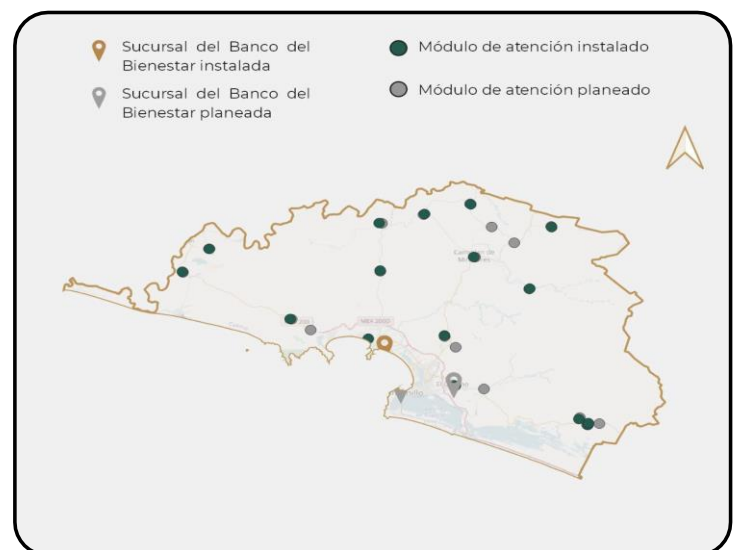 Sucursal del Banco del
Bienestar instalada
Módulo de atención instalado
Sucursal del Banco del
Bienestar planeada
Módulo de atención planeado